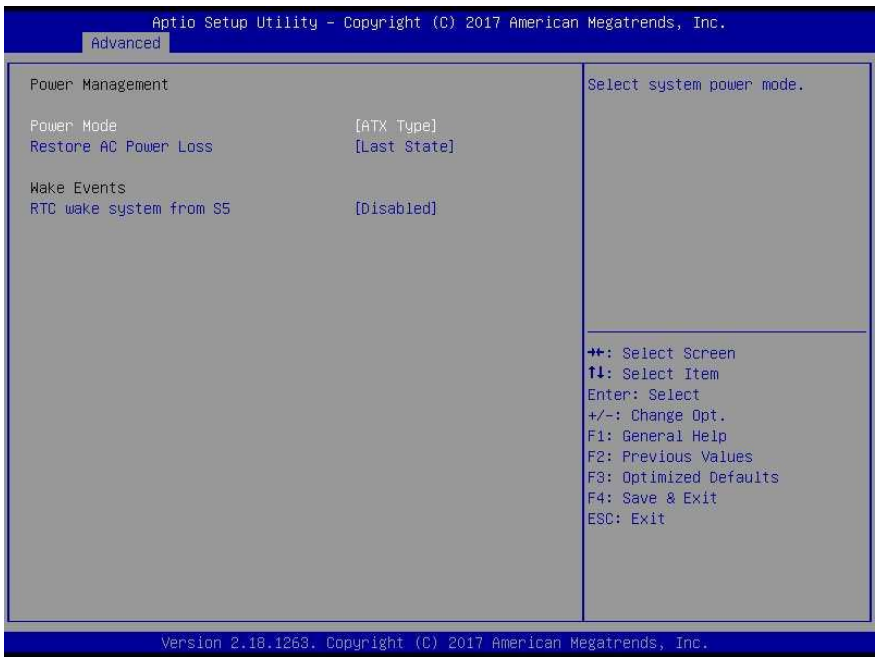 Aptio Setup Utility – Copyright (C) 2017 American Megatrends, Inc.
Advanced
Power Management
Power Mode [ATX Type]
Restore AC Power Loss [Last State]
Wake Events
RTC wake system from S5 [Disabled]
Select system power mode.
→←: Select Screen
↑↓: Select Item
Enter: Select
+/-: Change Opt.
F1: General Help
F2: Previous Values
F3: Optimized Defaults
F4: Save & Exit
ESC: Exit
Version 2.18.1263. Copyright (C) 2017 American Megatrends, Inc.